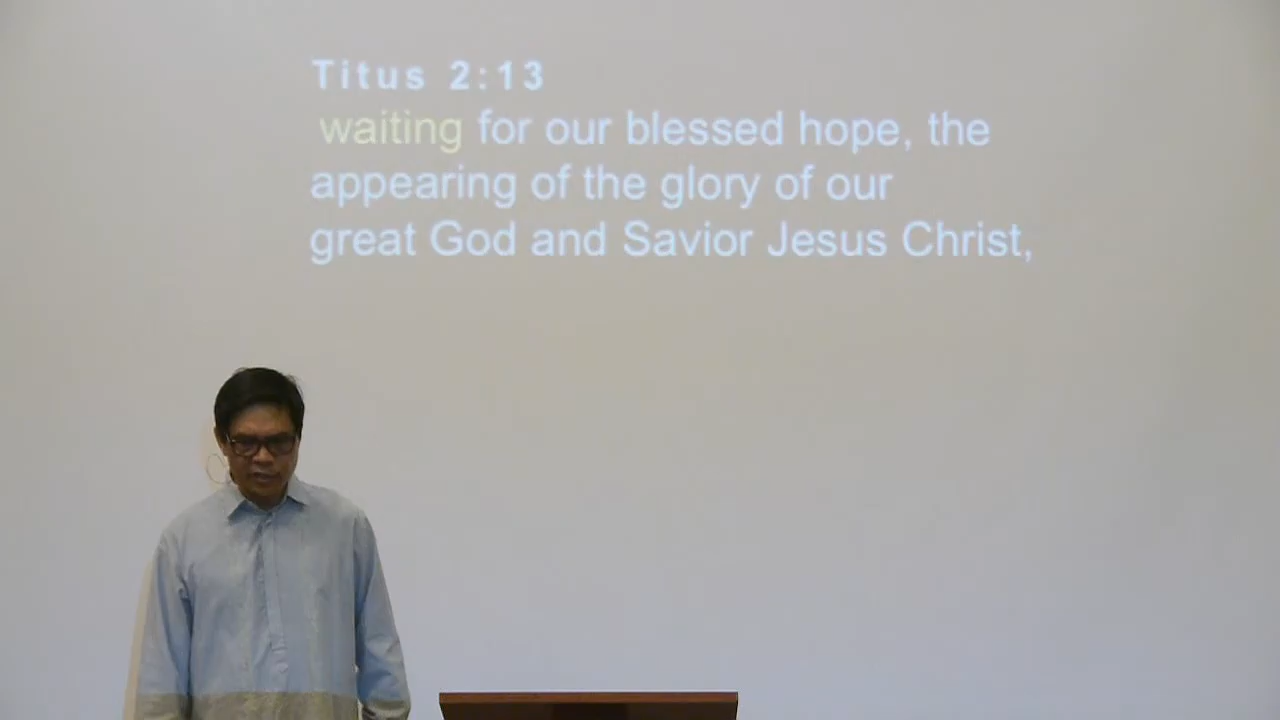 Titus 2:13
waiting for our blessed hope, the
appearing of the glory of our
great God and Savior Jesus Christ,